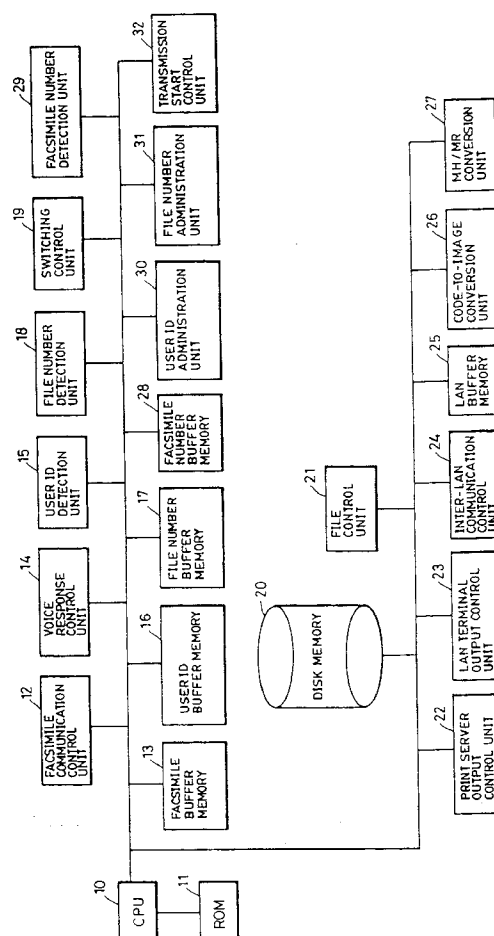 12
FACSIMILE
COMMUNICATION
CONTROL
UNIT
14
VOICE
RESPONSE
CONTROL
UNIT
15
USER ID
DETECTION
UNIT
18
FILE NUMBER
DETECTION
UNIT
19
SWITCHING
CONTROL
UNIT
29
FACSIMILE NUMBER
DETECTION UNIT
13
FACSIMILE
BUFFER
MEMORY
16
USER ID
BUFFER MEMORY
17
FILE NUMBER
BUFFER
MEMORY
28
FACSIMILE
NUMBER
BUFFER
MEMORY
30
USER ID
ADMINISTRATION
UNIT
31
FILE NUMBER
ADMINISTRATION
UNIT
32
TRANSMISSION
START
CONTROL
UNIT
10
CPU
11
ROM
20
DISK MEMORY
21
FILE
CONTROL
UNIT
22
PRINT SERVER
OUTPUT
CONTROL UNIT
23
LAN TERMINAL
OUTPUT CONTROL
UNIT
24
INTER-LAN
COMMUNICATION
CONTROL
UNIT
25
LAN
BUFFER
MEMORY
26
CODE-TO-IMAGE
CONVERSION
UNIT
27
MH/MR
CONVERSION
UNIT